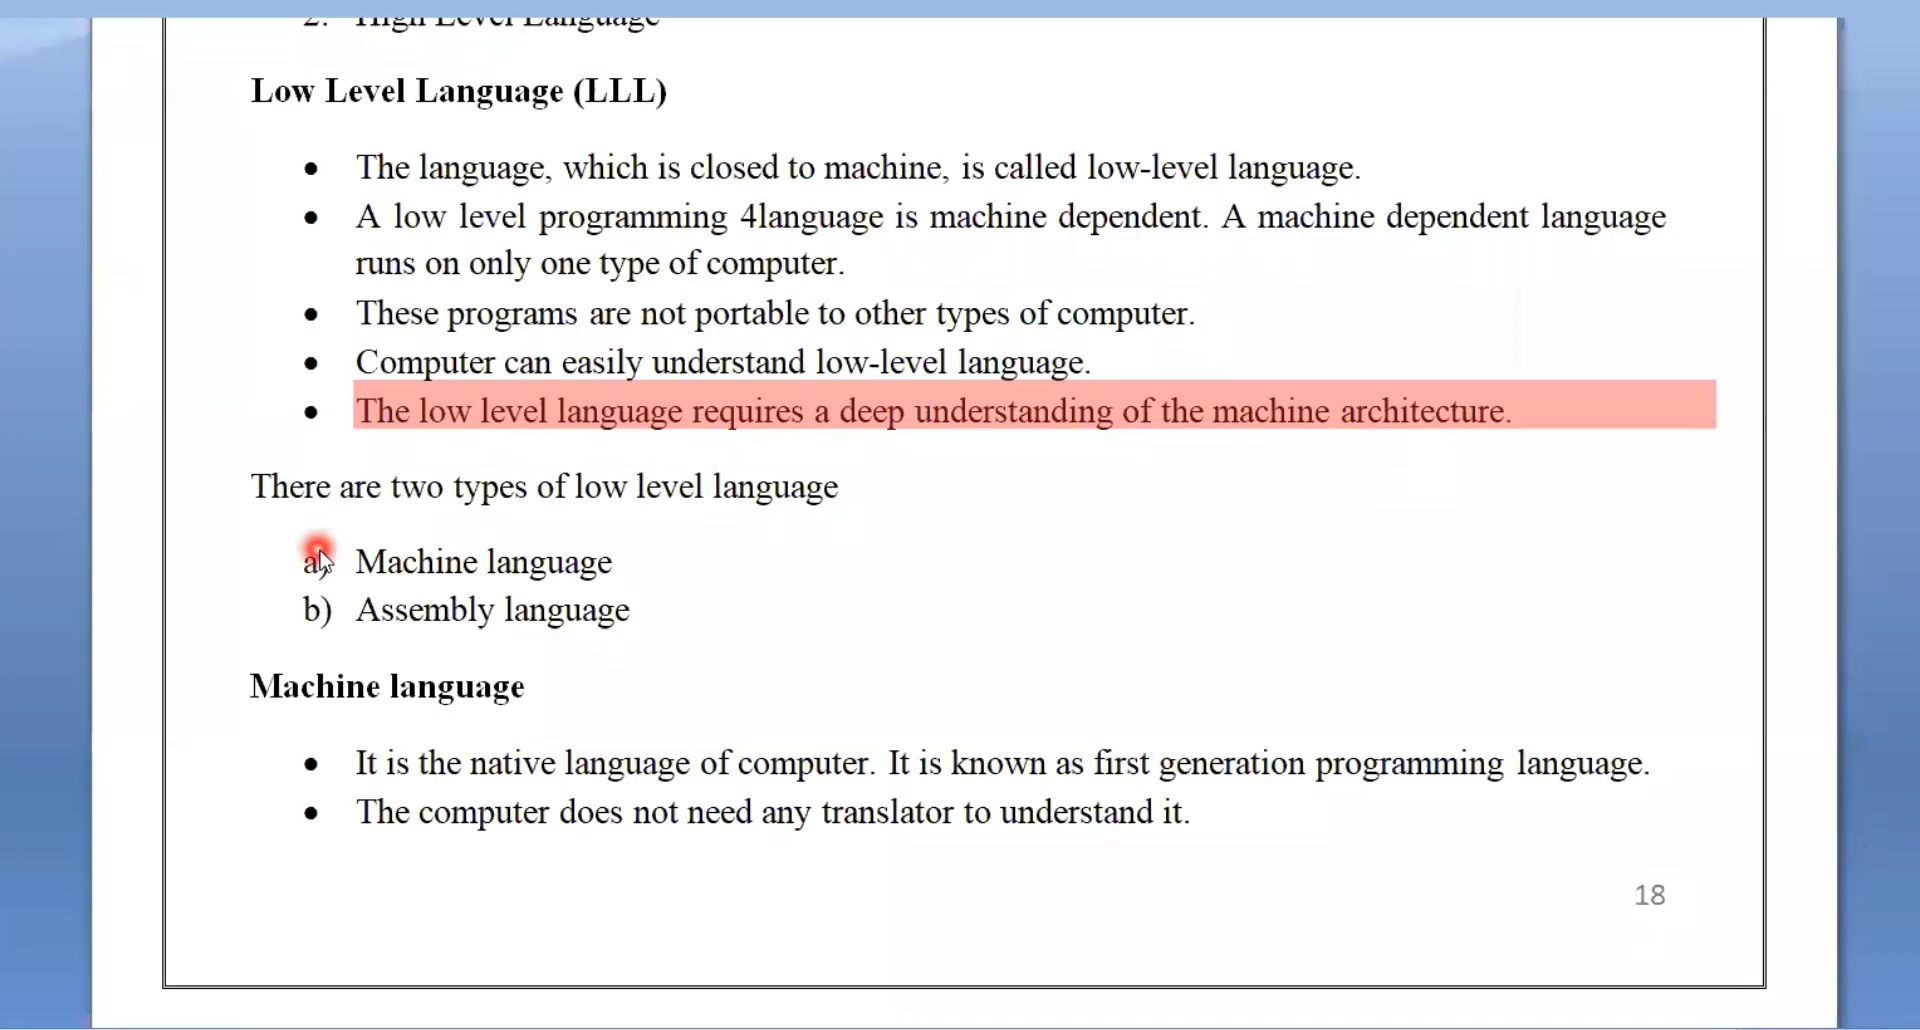 2. High Level Language
Low Level Language (LLL)
• The language, which is closed to machine, is called low-level language.
• A low level programming 4language is machine dependent. A machine dependent language
runs on only one type of computer.
• These programs are not portable to other types of computer.
• Computer can easily understand low-level language.
• The low level language requires a deep understanding of the machine architecture.
There are two types of low level language
a) Machine language
b) Assembly language
Machine language
• It is the native language of computer. It is known as first generation programming language.
• The computer does not need any translator to understand it.
18